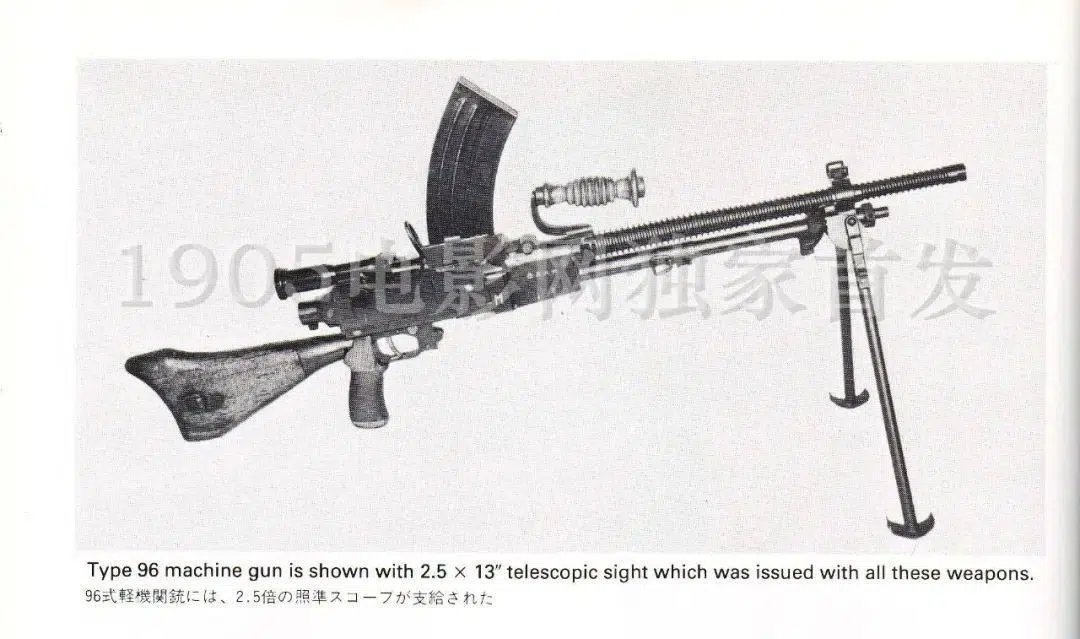 1905电影网独家首发
Type 96 machine gun is shown with 2.5 × 13″ telescopic sight which was issued with all these weapons.
96式軽機関銃には、2.5倍の照準スコープが支給された